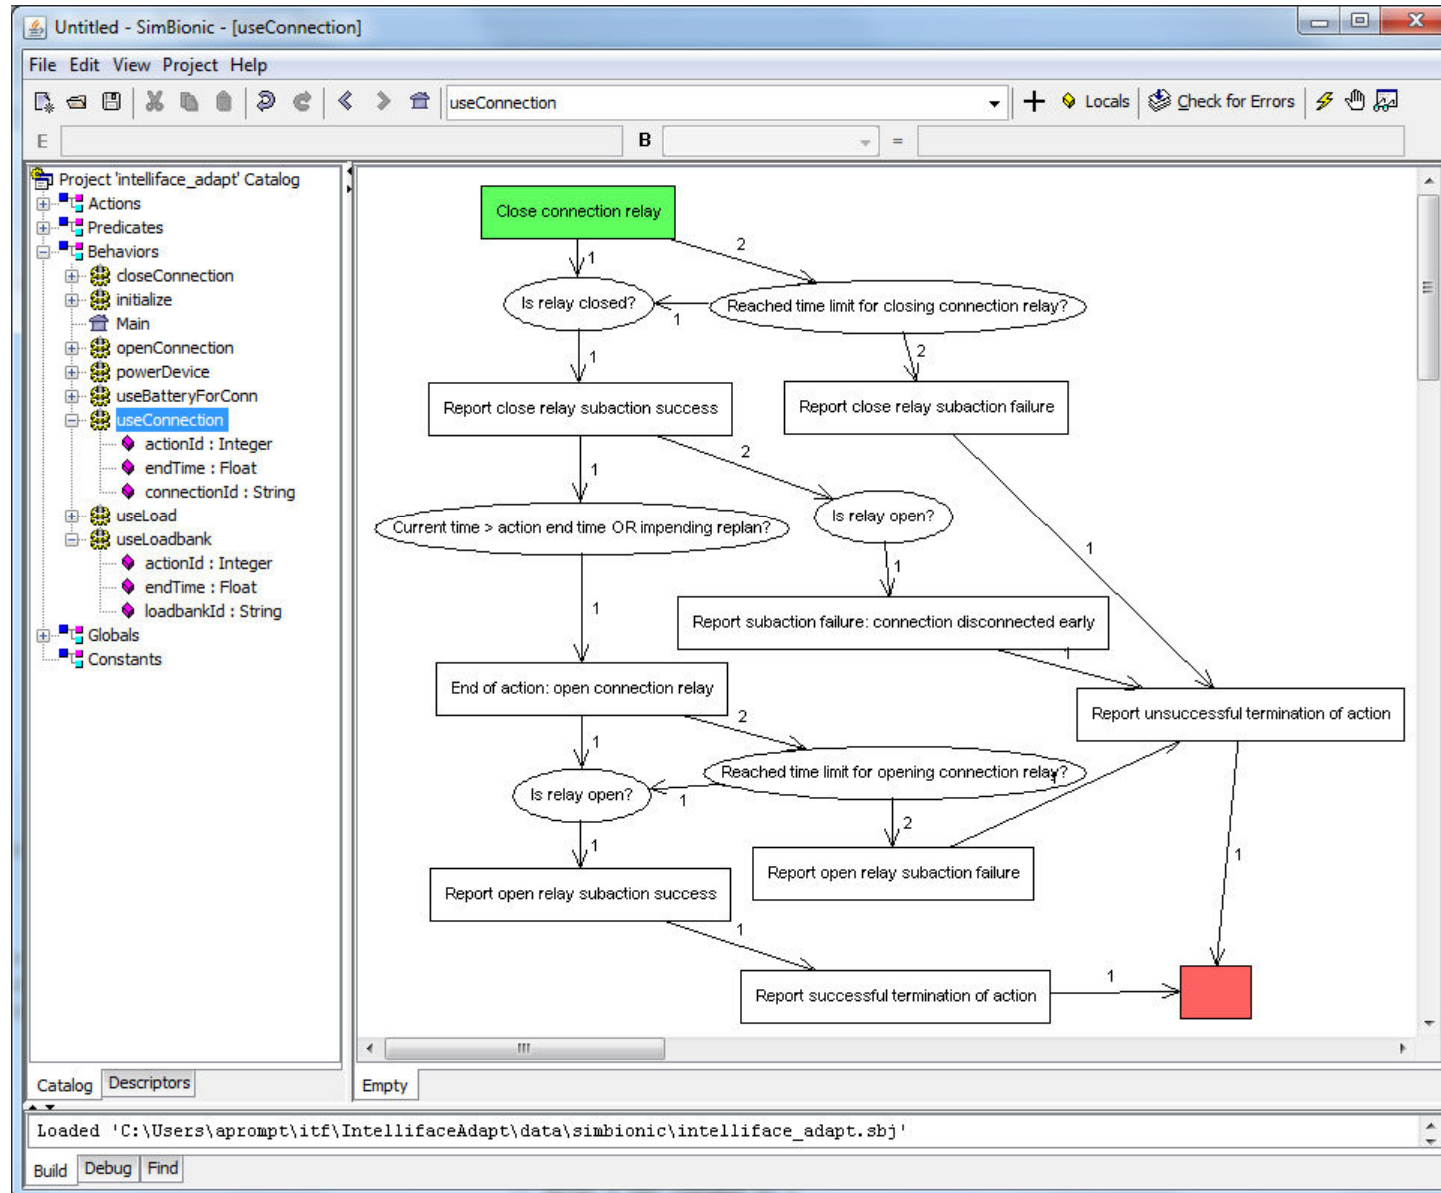 Untitled - SimBionic - [useConnection]
File Edit View Project Help
useConnection
Locals
Check for Errors
E
B
=
Project 'intelliface_adapt' Catalog
Actions
Predicates
Behaviors
closeConnection
initialize
Main
openConnection
powerDevice
useBatteryForConn
useConnection
actionId : Integer
endTime : Float
connectionId : String
useLoad
useLoadbank
actionId : Integer
endTime : Float
loadbankId : String
Globals
Constants
Catalog
Descriptors
Close connection relay
1
2
Is relay closed?
1
Reached time limit for closing connection relay?
1
2
Report close relay subaction success
Report close relay subaction failure
1
2
Current time > action end time OR impending replan?
Is relay open?
1
1
1
Report subaction failure: connection disconnected early
1
End of action: open connection relay
Report unsuccessful termination of action
1
2
Is relay open?
1
Reached time limit for opening connection relay?
1
1
2
1
Report open relay subaction success
Report open relay subaction failure
1
Report successful termination of action
1
Empty
Loaded 'C:\Users\aprompt\itf\IntellifaceAdapt\data\simbionic\intelliface_adapt.sbj'
Build
Debug
Find